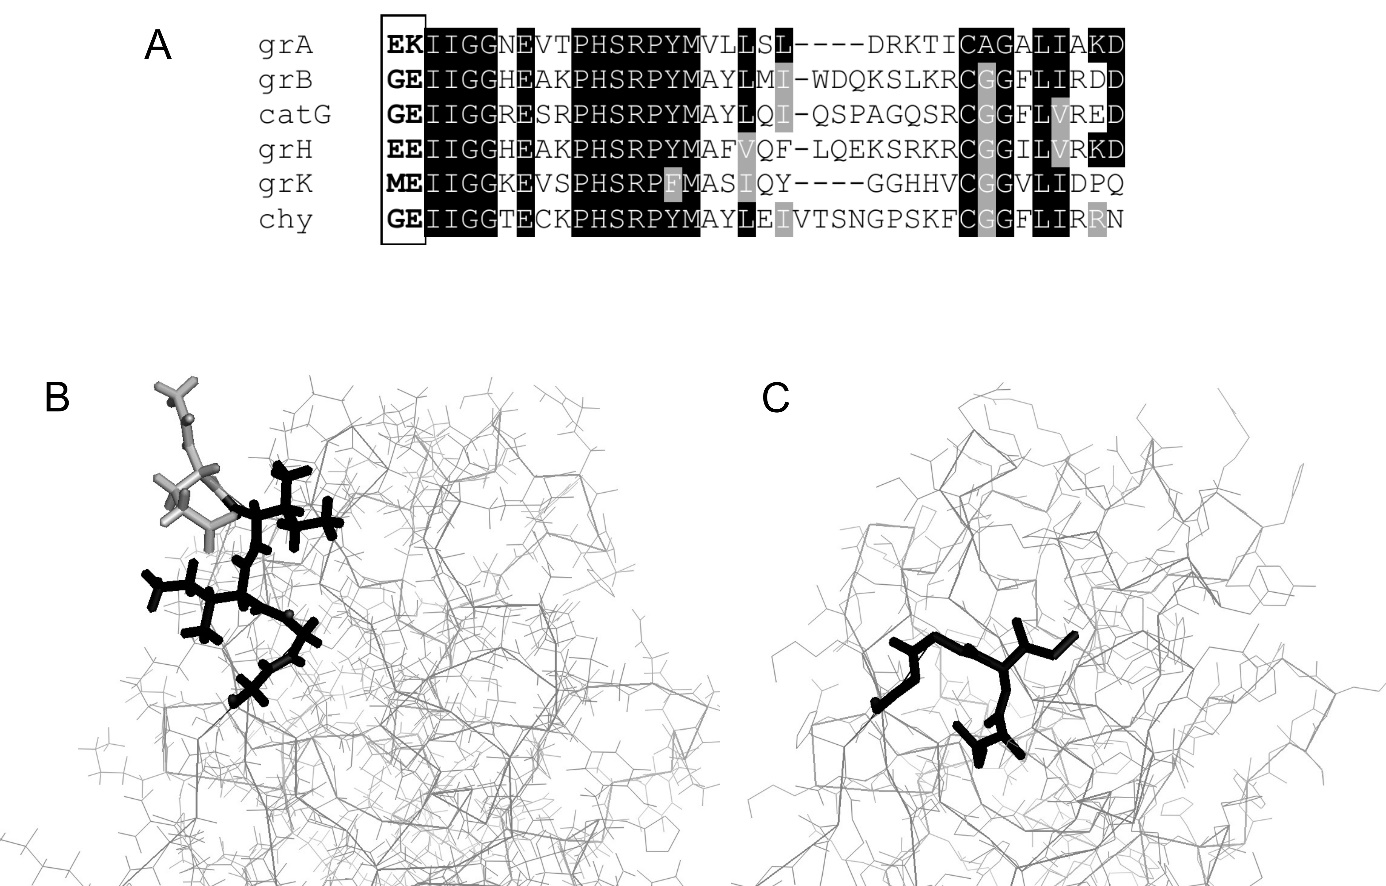 A
grA EKIIGGNEVTPHSRPYMVLLSL----DRKTICAGALIAKD
grB GEIIGGHEAKPHSRPYMAYLMI-WDQKSLKRCGGFLIRDD
catG GEIIGGRESRPHSRPYMAYLQI-QSPAGQSRCGGFLVRED
grH EEIIGGHEAKPHSRPYMAFVQF-LQEKSRKRCGGILVRKD
grK MEIIGGKEVSPHSRPFMASIQY----GGHHVCGGVLIDPQ
chy GEIIGGTECKPHSRPYMAYLEIVTSNGPSKFCGGFLIRRN
B
C